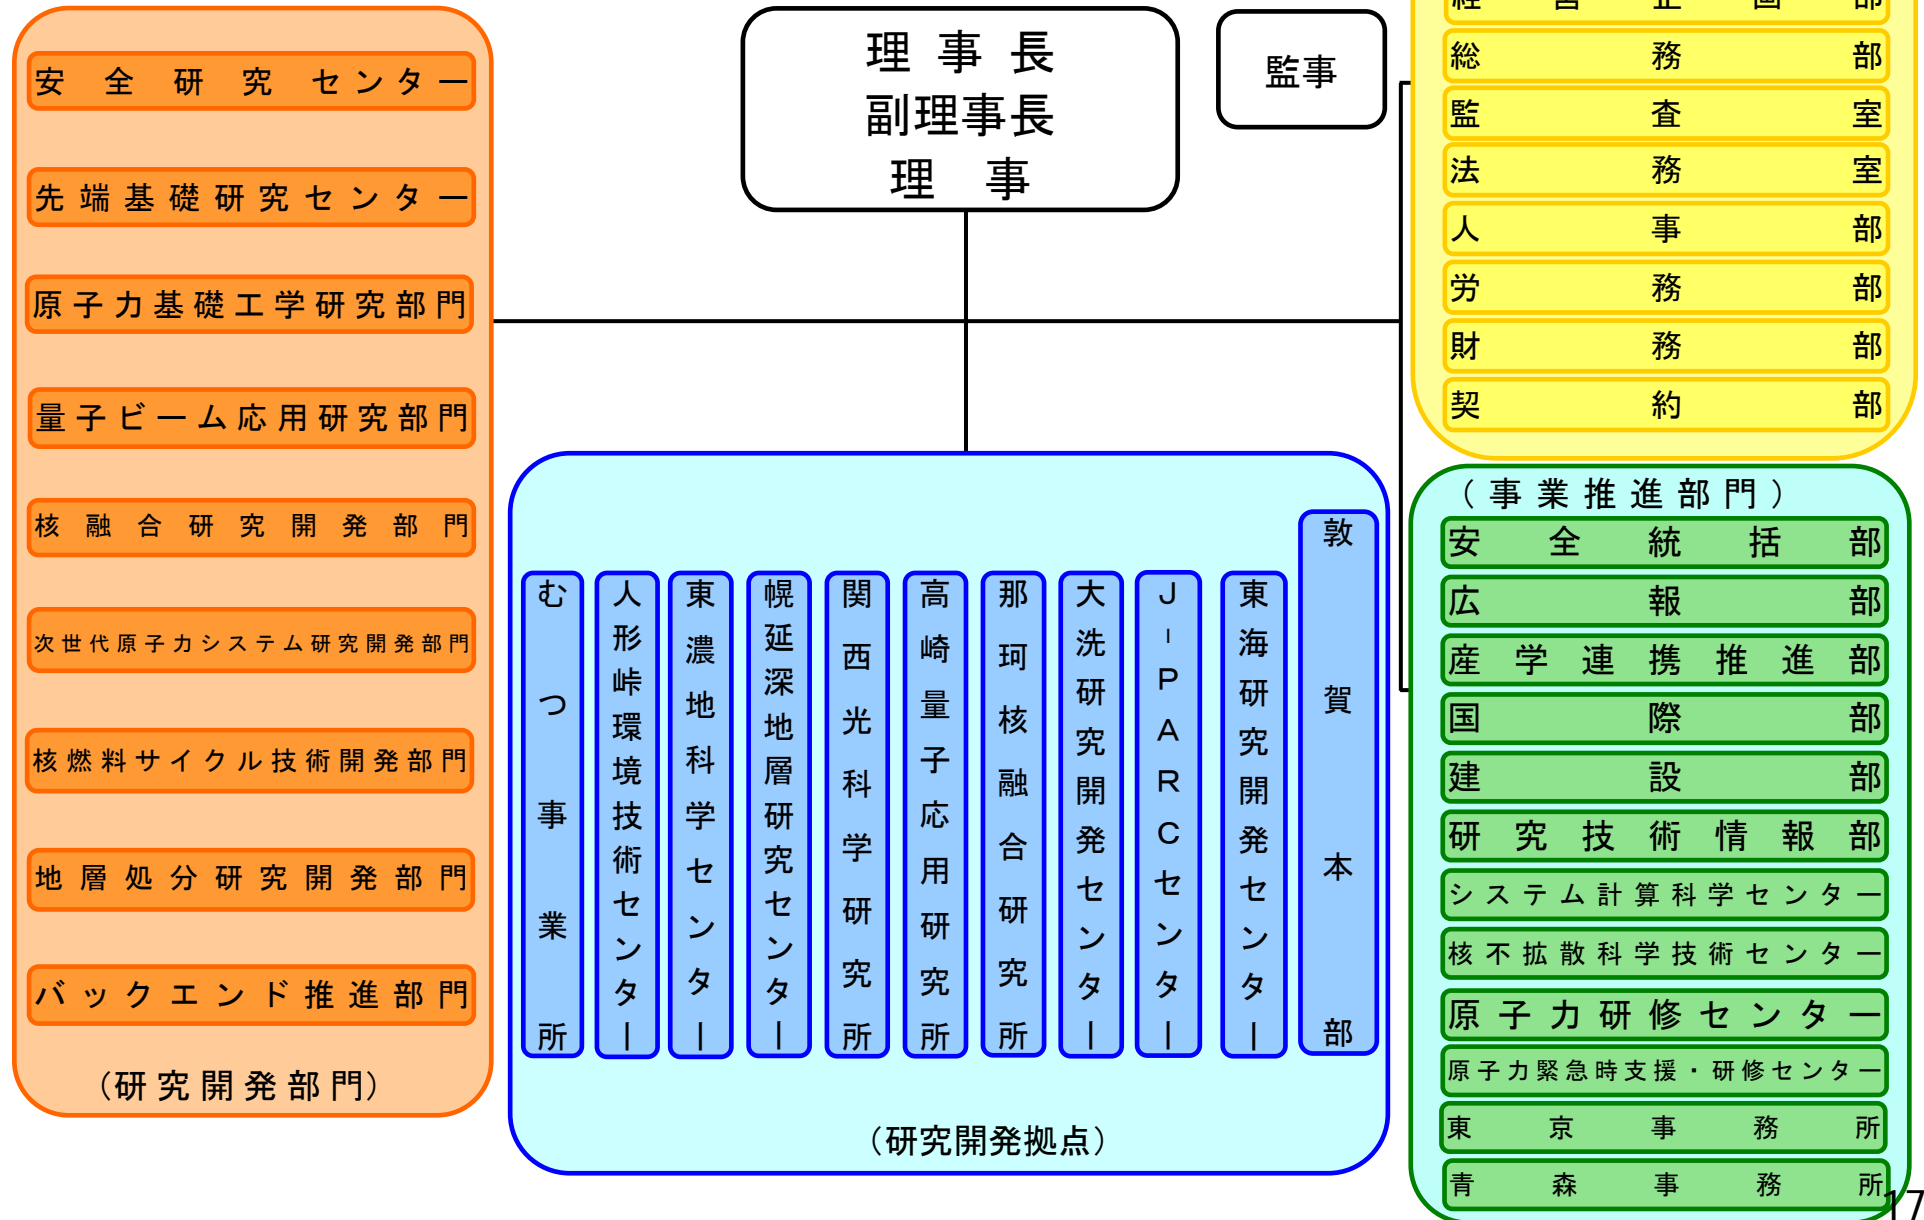 理事長
副理事長
理事
監事
安全研究センター
先端基礎研究センター
原子力基礎工学研究部門
量子ビーム応用研究部門
核融合研究開発部門
次世代原子力システム研究開発部門
核燃料サイクル技術開発部門
地層処分研究開発部門
バックエンド推進部門
（研究開発部門）
むつ事業所
人形峠環境技術センター
東濃地科学センター
幌延深地層研究センター
関西光科学研究所
高崎量子応用研究所
那珂核融合研究所
大洗研究開発センター
J-PARCセンター
東海研究開発センター
敦賀本部
（研究開発拠点）
経営企画部
総務部
監査室
法務室
人事部
労務部
財務部
契約部
（事業推進部門）
安全統括部
広報部
産学連携推進部
国際部
建設部
研究技術情報部
システム計算科学センター
核不拡散科学技術センター
原子力研修センター
原子力緊急時支援・研修センター
東京事務所
青森事務所
17